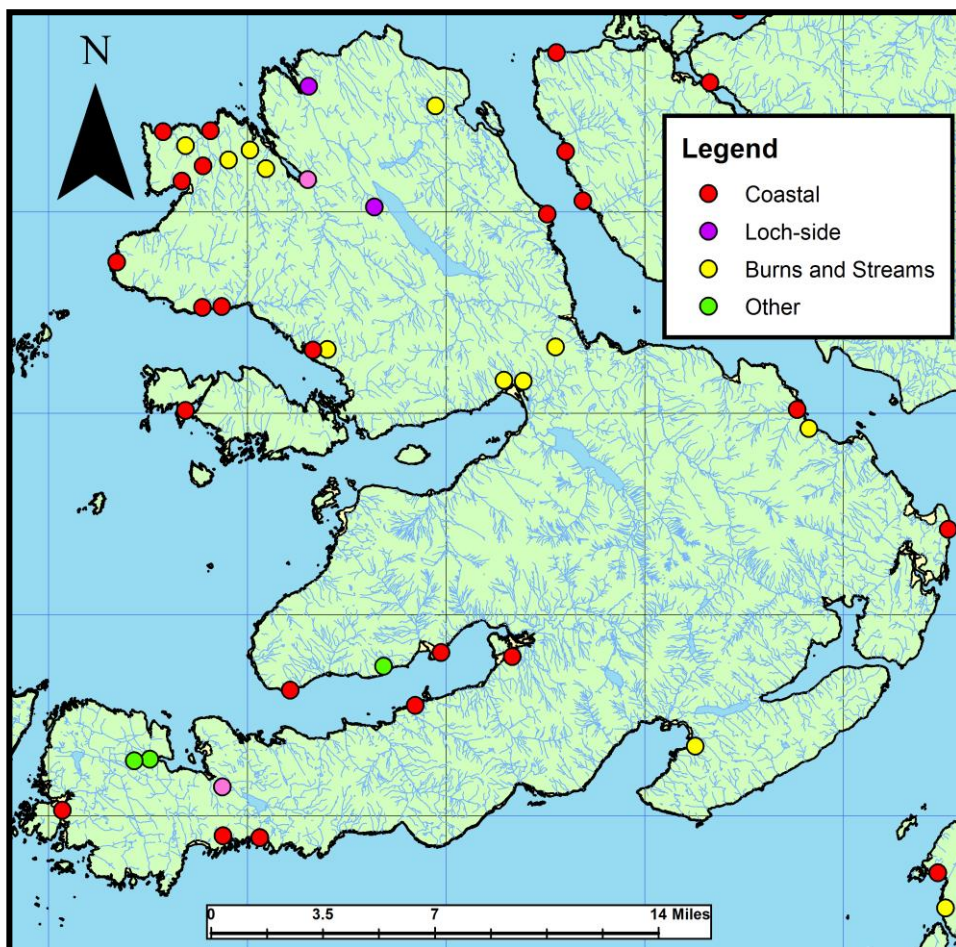 N
Legend
Coastal
Loch-side
Burns and Streams
Other
0 3.5 7 14 Miles